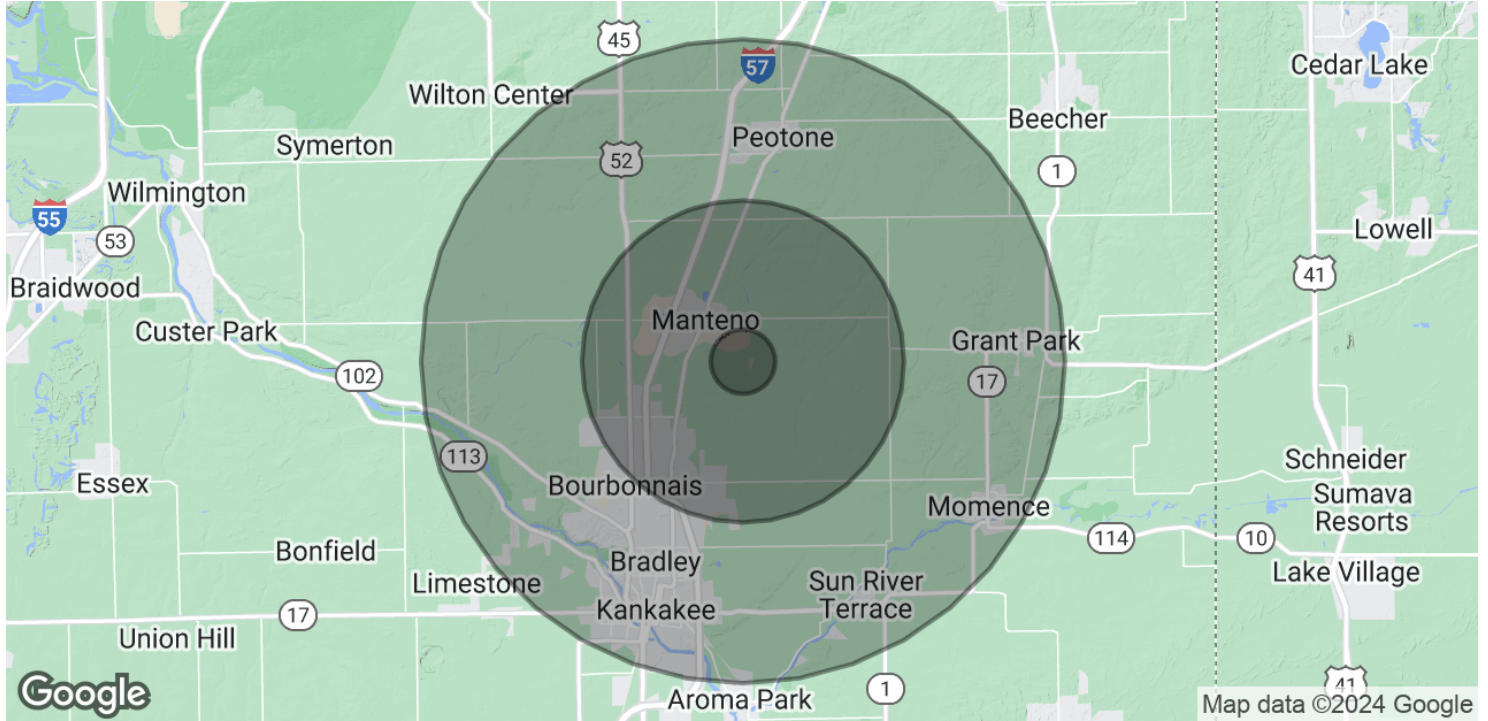 45
57
Cedar Lake
Wilton Center
Beecher
Peotone
Symerton
52
1
Wilmington
55
53
Lowell
41
Braidwood
Manteno
Custer Park
Grant Park
102
17
113
Schneider
Essex
Bourbonnais
Sumava
Resorts
Momence
114
10
Bonfield
Bradley
Lake Village
Limestone
Sun River
Terrace
Kankakee
17
Union Hill
1
41
Aroma Park
Google
Map data ©2024 Google